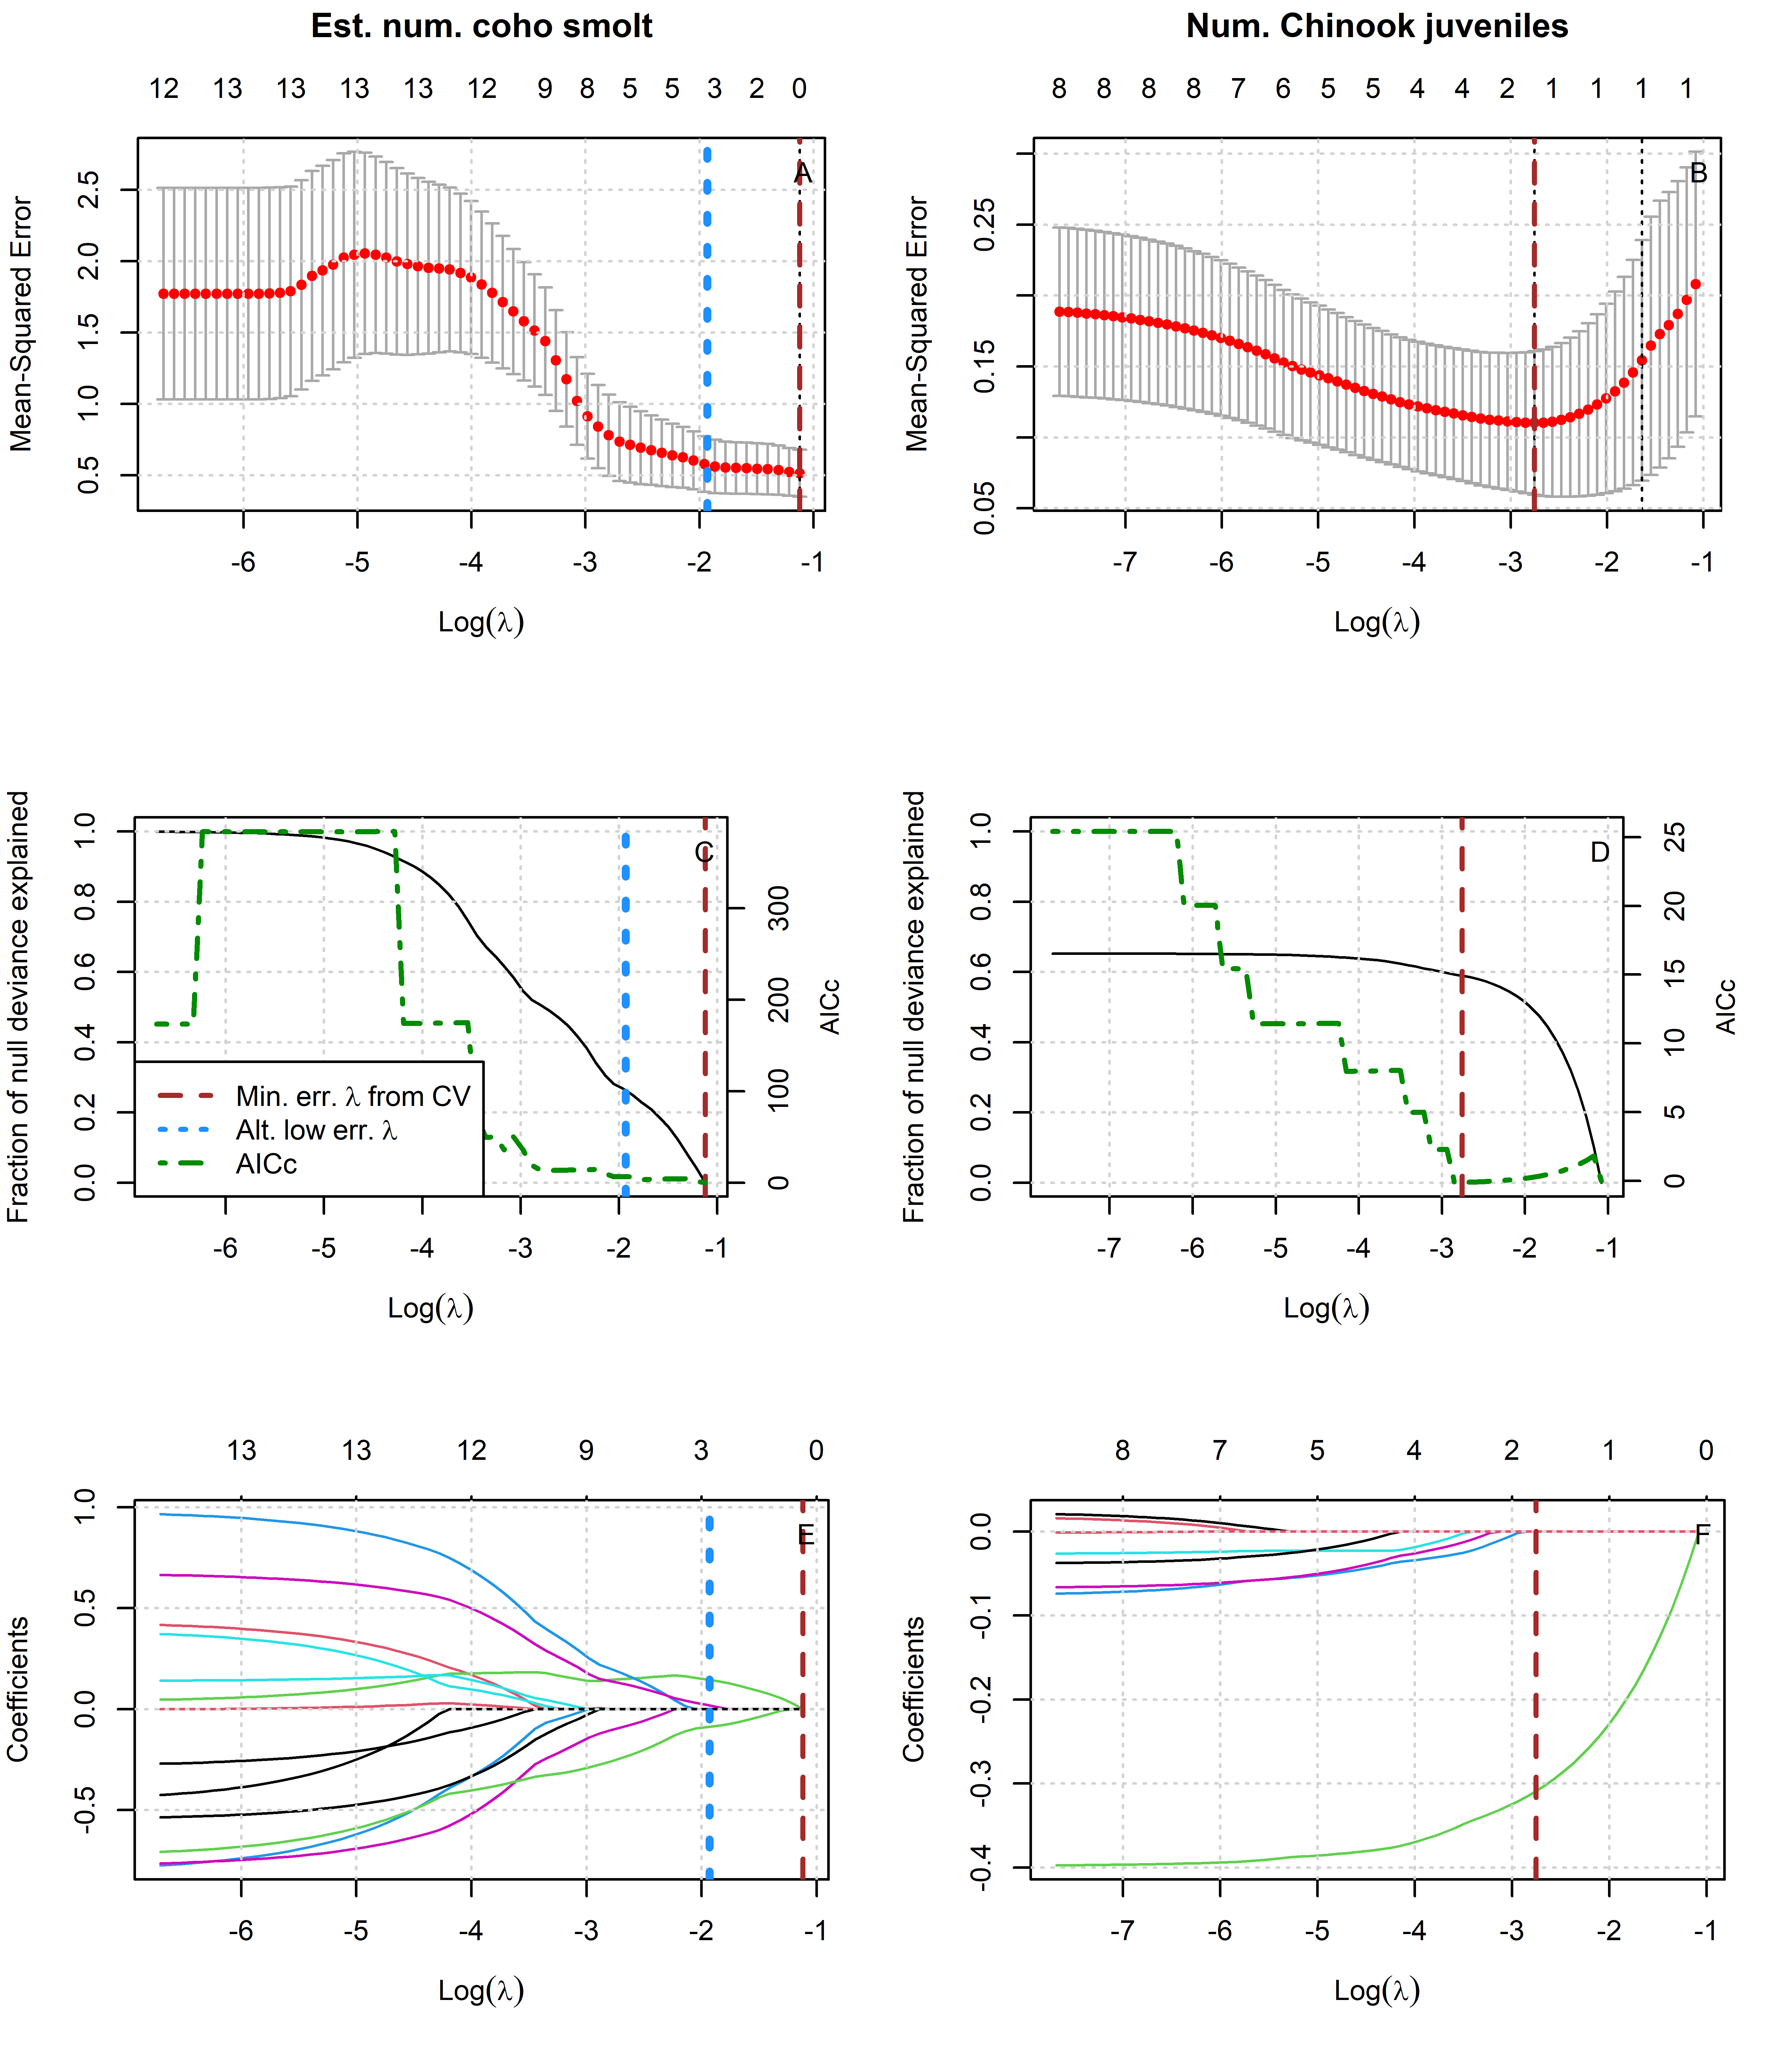 Est. num. coho smolt
Num. Chinook juveniles
12 13 13 13 13 12 9 8 5 5 3 2 0
8 8 8 8 7 6 5 5 4 4 2 1 1 1 1
A
B
Mean-Squared Error
0.5 1.0 1.5 2.0 2.5
Mean-Squared Error
0.05 0.15 0.25
-6 -5 -4 -3 -2 -1
-7 -6 -5 -4 -3 -2 -1
Log(λ)
Log(λ)
Fraction of null deviance explained
0.0 0.2 0.4 0.6 0.8 1.0
C
0 100 200 300
AICc
Min. err. λ from CV
Alt. low err. λ
AICc
Fraction of null deviance explained
0.0 0.2 0.4 0.6 0.8 1.0
D
0 5 10 15 20 25
AICc
-6 -5 -4 -3 -2 -1
-7 -6 -5 -4 -3 -2 -1
Log(λ)
Log(λ)
13 13 12 9 3 0
8 7 5 4 2 1 0
E
F
Coefficients
-0.5 0.0 0.5 1.0
Coefficients
-0.4 -0.3 -0.2 -0.1 0.0
-6 -5 -4 -3 -2 -1
-7 -6 -5 -4 -3 -2 -1
Log(λ)
Log(λ)